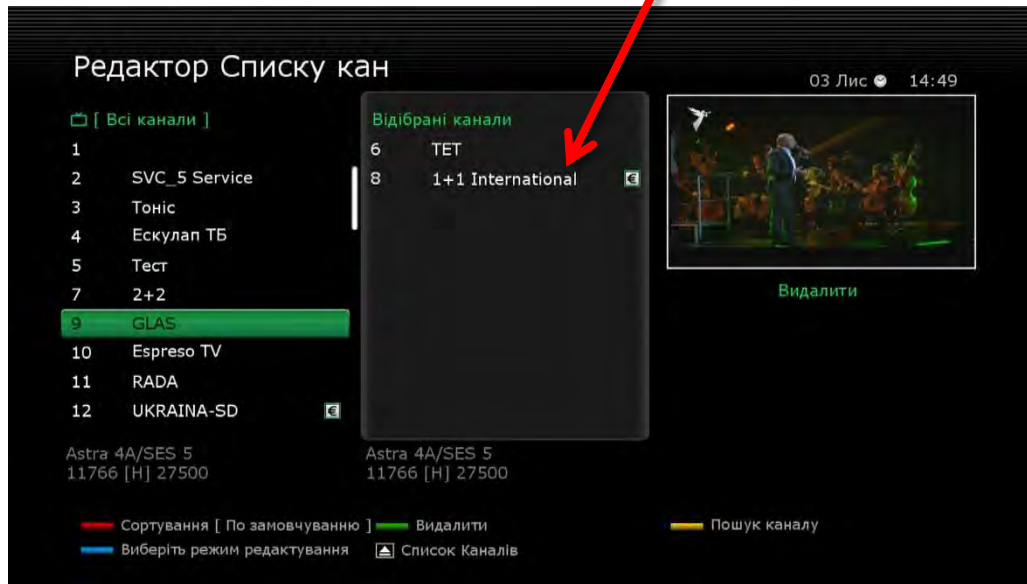 Редактор Списку кан
03 Лис 14:49
[ Всі канали ]
1
2 SVC_5 Service
3 Тоніс
4 Ескулап ТБ
5 Тест
7 2+2
9 GLAS
10 Espreso TV
11 RADA
12 UKRAINA-SD €
Astra 4A/SES 5
11766 [H] 27500
Відібрані канали
6 ТЕТ
8 1+1 International €
Astra 4A/SES 5
11766 [H] 27500
Видалити
Сортування [ По замовчуванню ] Видалити Пошук каналу
Виберіть режим редактування Список Каналів